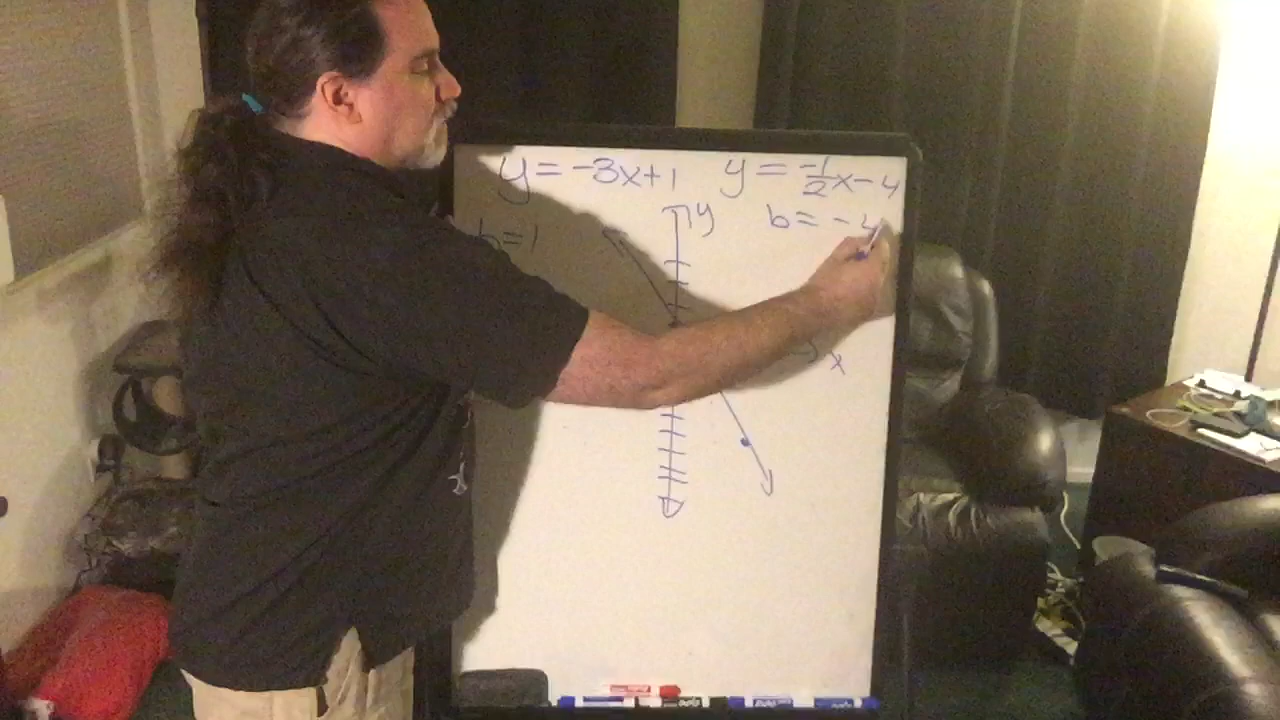 y = -3x+1 y = -1/2x-4
b=1 y b = -4
x